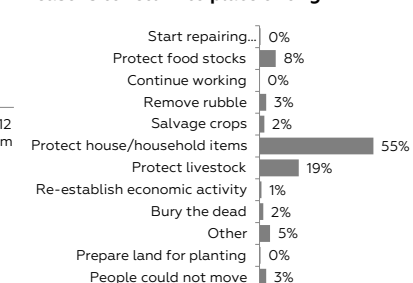 Start repairing... 0%
Protect food stocks 8%
Continue working 0%
Remove rubble 3%
12
Salvage crops 2%
m
Protect house/household items 55%
Protect livestock 19%
Re-establish economic activity 1%
Bury the dead 2%
Other 5%
Prepare land for planting 0%
People could not move 3%